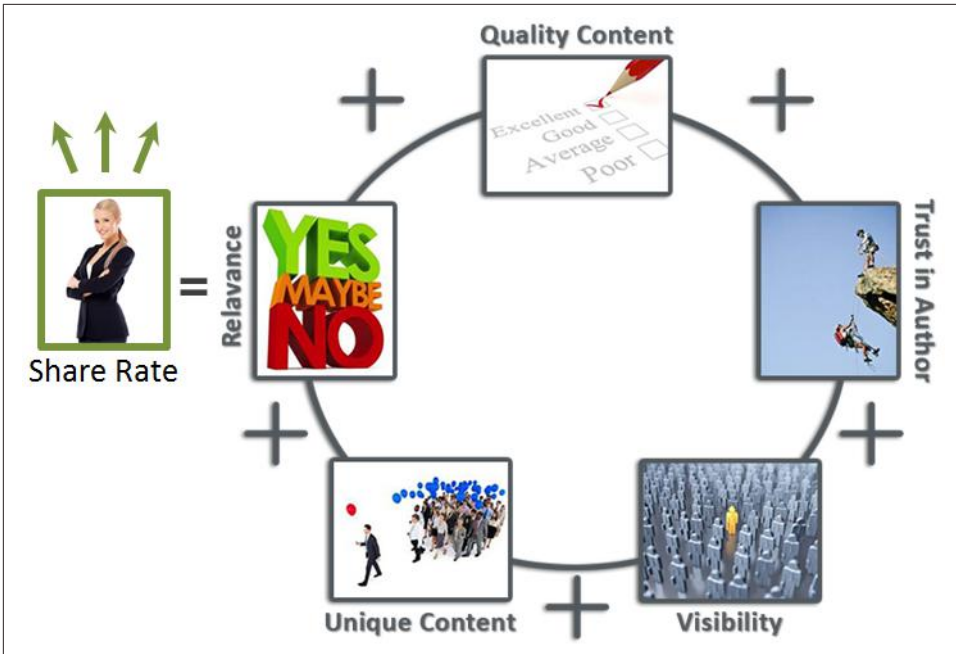 Quality Content
Excellent
Good
Average
Poor
Trust in Author
Relavance
YES
MAYBE
NO
=
Share Rate
Unique Content
Visibility